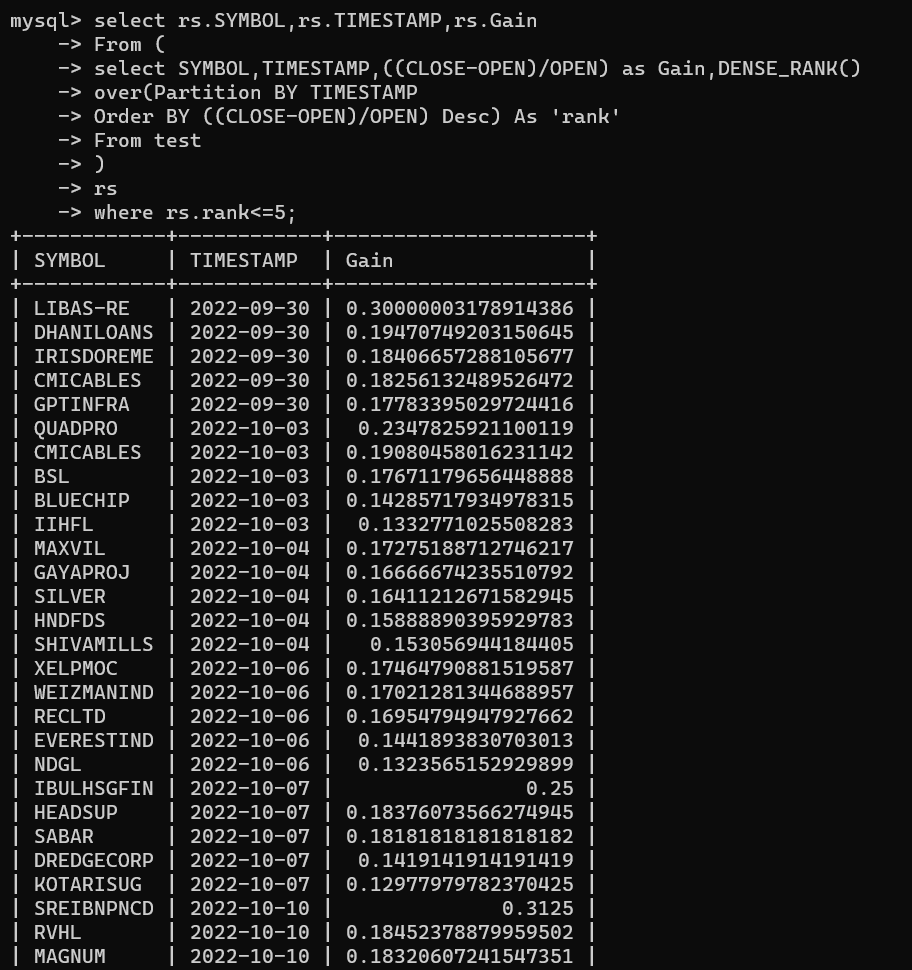 mysql> select rs.SYMBOL,rs.TIMESTAMP,rs.Gain
    -> From (
    -> select SYMBOL,TIMESTAMP,((CLOSE-OPEN)/OPEN) as Gain,DENSE_RANK()
    -> over(Partition BY TIMESTAMP
    -> Order BY ((CLOSE-OPEN)/OPEN) Desc) As 'rank'
    -> From test
    -> )
    -> rs
    -> where rs.rank<=5;
+------------+------------+---------------------+
| SYMBOL     | TIMESTAMP  | Gain                |
+------------+------------+---------------------+
| LIBAS-RE   | 2022-09-30 | 0.30000003178914386 |
| DHANILOANS | 2022-09-30 | 0.19470749203150645 |
| IRISDOREME | 2022-09-30 | 0.18406657288105677 |
| CMICABLES  | 2022-09-30 | 0.18256132489526472 |
| GPTINFRA   | 2022-09-30 | 0.17783395029724416 |
| QUADPRO    | 2022-10-03 |  0.2347825921100119 |
| CMICABLES  | 2022-10-03 | 0.19080458016231142 |
| BSL        | 2022-10-03 | 0.17671179656448888 |
| BLUECHIP   | 2022-10-03 | 0.14285717934978315 |
| IIHFL      | 2022-10-03 |  0.1332771025508283 |
| MAXVIL     | 2022-10-04 | 0.17275188712746217 |
| GAYAPROJ   | 2022-10-04 | 0.16666674235510792 |
| SILVER     | 2022-10-04 | 0.16411212671582945 |
| HNDFDS     | 2022-10-04 | 0.15888890395929783 |
| SHIVAMILLS | 2022-10-04 |   0.153056944184405 |
| XELPMOC    | 2022-10-06 | 0.17464790881519587 |
| WEIZMANIND | 2022-10-06 | 0.17021281344688957 |
| RECLTD     | 2022-10-06 | 0.16954794947927662 |
| EVERESTIND | 2022-10-06 |  0.1441893830703013 |
| NDGL       | 2022-10-06 |  0.1323565152929899 |
| IBULHSGFIN | 2022-10-07 |                0.25 |
| HEADSUP    | 2022-10-07 | 0.18376073566274945 |
| SABAR      | 2022-10-07 | 0.18181818181818182 |
| DREDGECORP | 2022-10-07 |  0.1419141914191419 |
| KOTARISUG  | 2022-10-07 | 0.12977979782370425 |
| SREIBNPNCD | 2022-10-10 |              0.3125 |
| RVHL       | 2022-10-10 | 0.18452378879959502 |
| MAGNUM     | 2022-10-10 | 0.18320607241547351 |